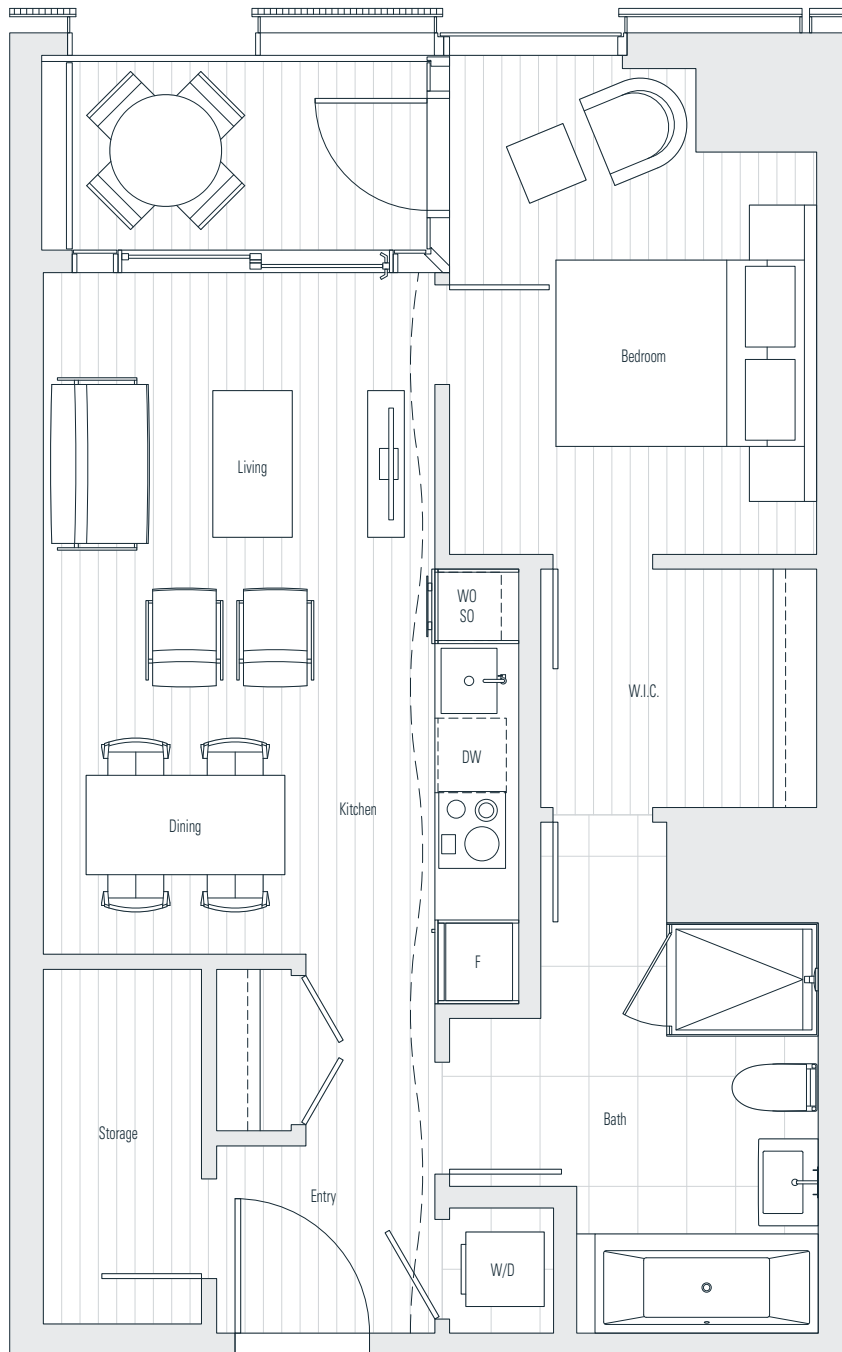 Bedroom
Living
WO
SO
W.I.C.
DW
Kitchen
Dining
F
Storage
Bath
Entry
W/D